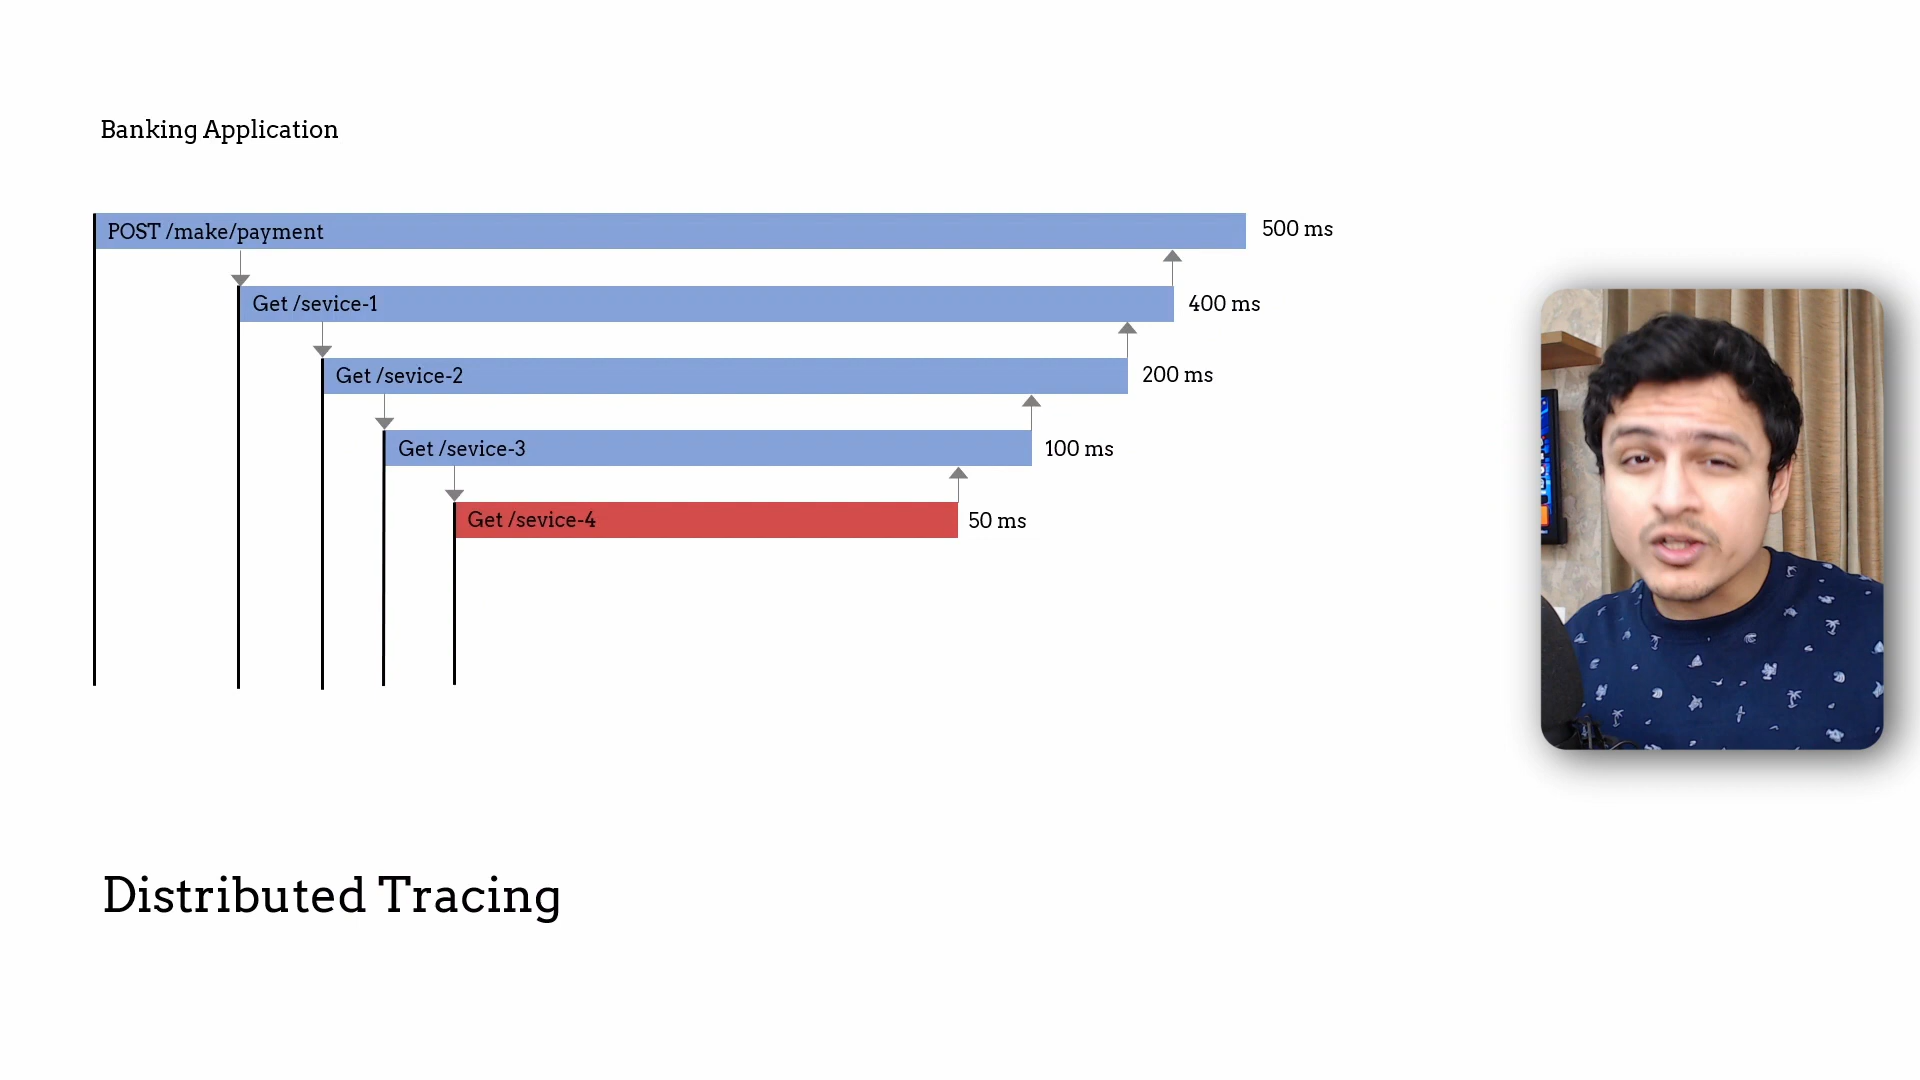 Banking Application
POST /make/payment
500 ms
Get /sevice-1
400 ms
Get /sevice-2
200 ms
Get /sevice-3
100 ms
Get /sevice-4
50 ms
Distributed Tracing